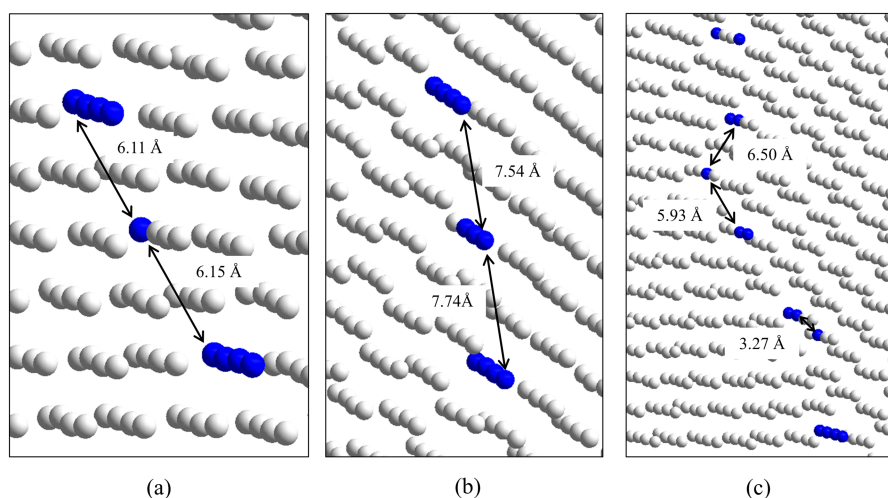 6.11 Å
6.15 Å
7.54 Å
7.74Å
6.50 Å
5.93 Å
3.27 Å
(a)
(b)
(c)